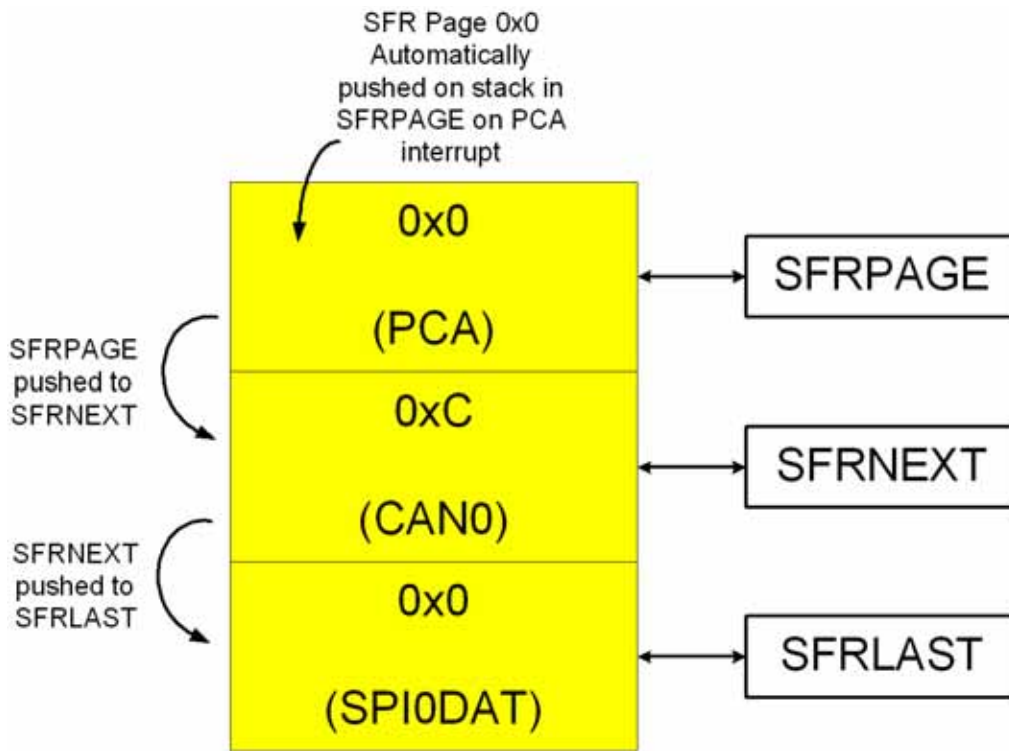 SFR Page 0x0
Automatically
pushed on stack in
SFRPAGE on PCA
interrupt
0x0
(PCA)
SFRPAGE
SFRPAGE
pushed to
SFRNEXT
0xC
(CAN0)
SFRNEXT
SFRNEXT
pushed to
SFRLAST
0x0
(SPI0DAT)
SFRLAST